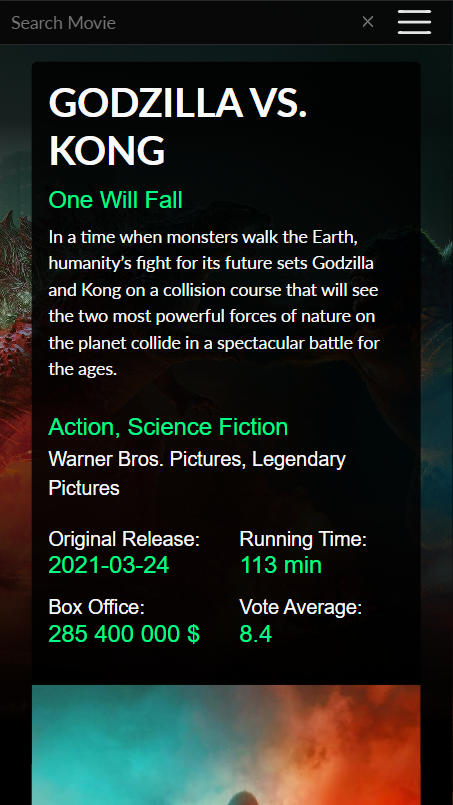 Search Movie
GODZILLA VS.
KONG
One Will Fall
In a time when monsters walk the Earth,
humanity’s fight for its future sets Godzilla
and Kong on a collision course that will see
the two most powerful forces of nature on
the planet collide in a spectacular battle for
the ages.
Action, Science Fiction
Warner Bros. Pictures, Legendary
Pictures
Original Release:
2021-03-24
Running Time:
113 min
Box Office:
285 400 000 $
Vote Average:
8.4